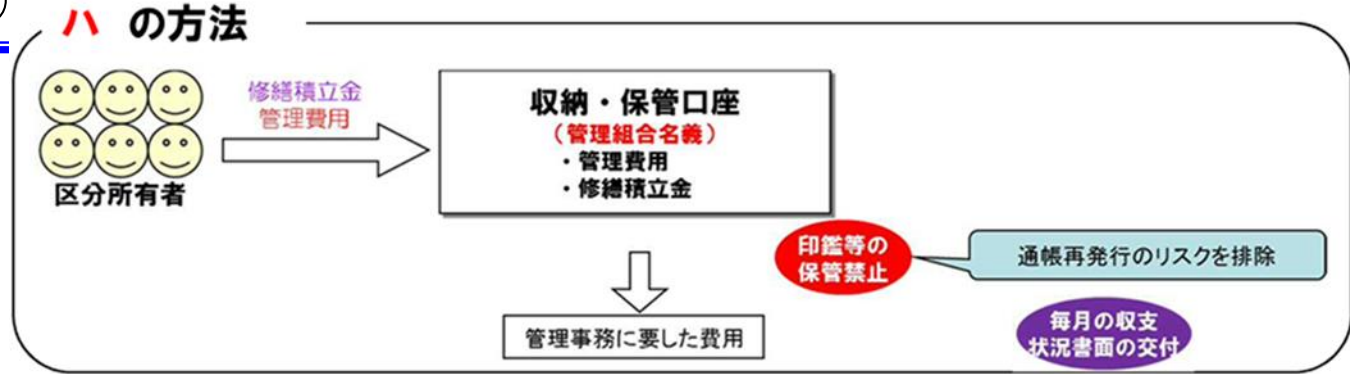 ハ の方法
修繕積立金
管理費用
区分所有者
収納・保管口座
（管理組合名義）
・管理費用
・修繕積立金
印鑑等の
保管禁止
通帳再発行のリスクを排除
管理事務に要した費用
毎月の収支
状況書面の交付